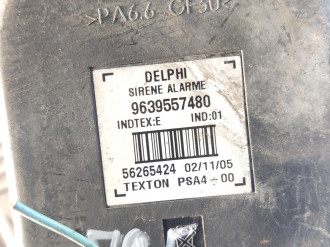 >PA6.6-GF30<
DELPHI
SIRENE ALARME
9639557480
INDTEX:E IND:01
56265424 02/11/05
TEXTON PSA4-00